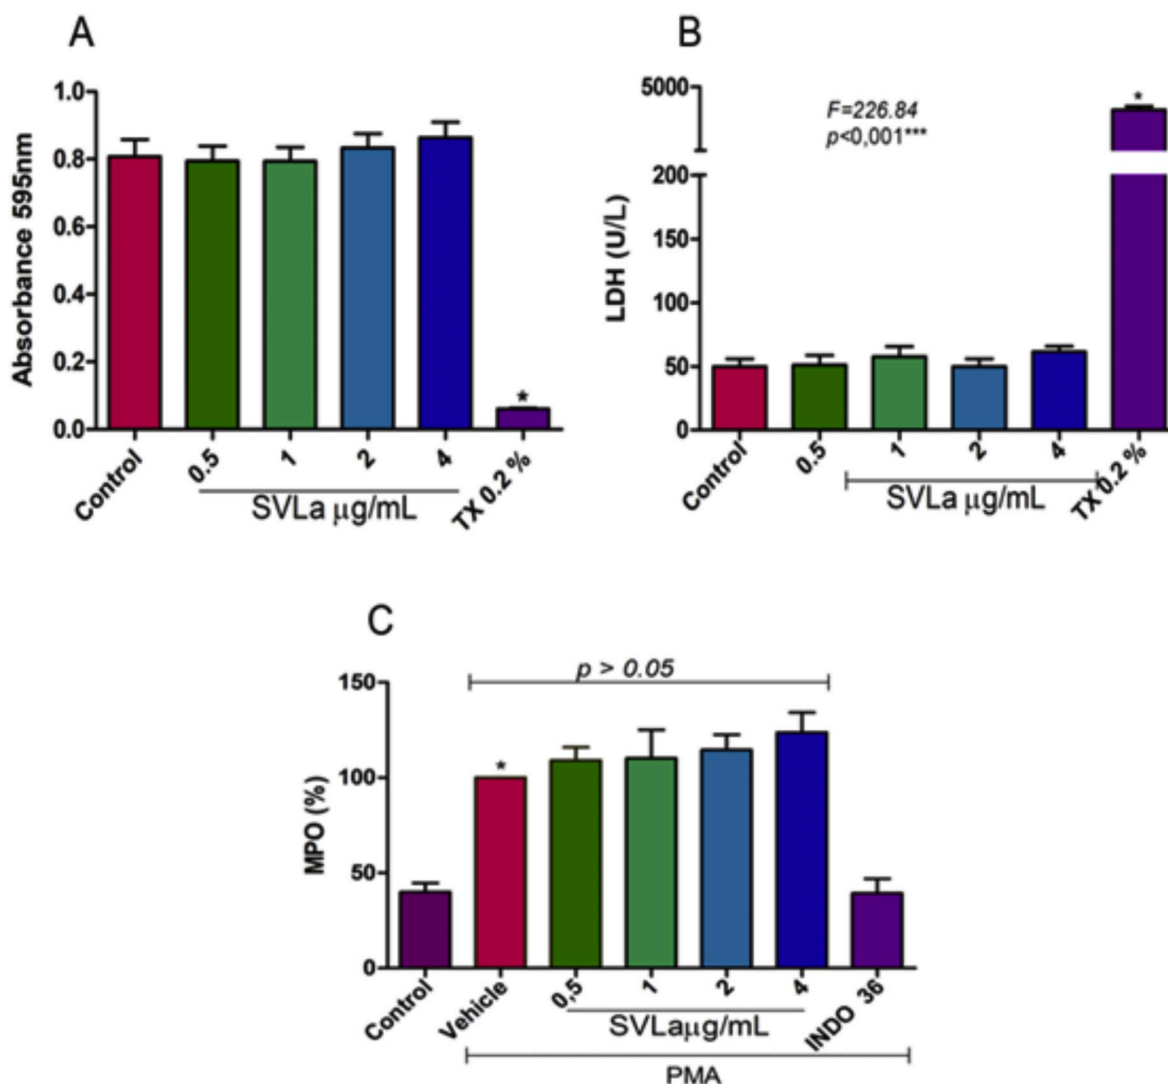 A
Absorbance 595nm
1.0
0.8
0.6
0.4
0.2
0.0
Control
0.5
1
2
4
TX 0.2 %
SVLa μg/mL
B
LDH (U/L)
5000
200
150
100
50
0
F=226.84
p<0,001***
*
Control
0.5
1
2
4
TX 0.2 %
SVLa μg/mL
*
C
p > 0.05
MPO (%)
150
100
50
0
*
Control
Vehicle
0,5
1
2
4
INDO 36
SVLaμg/mL
PMA